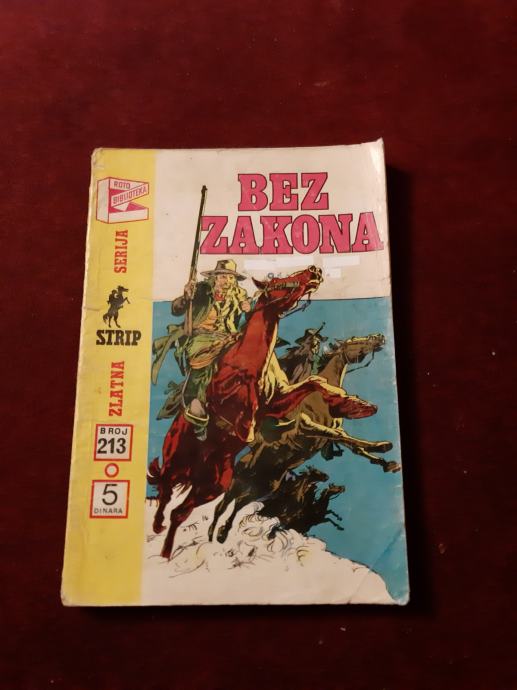 ROTO
BIBLIOTEKA
BEZ
ZAKONA
ZLATNA STRIP SERIJA
BROJ
213
5
DINARA